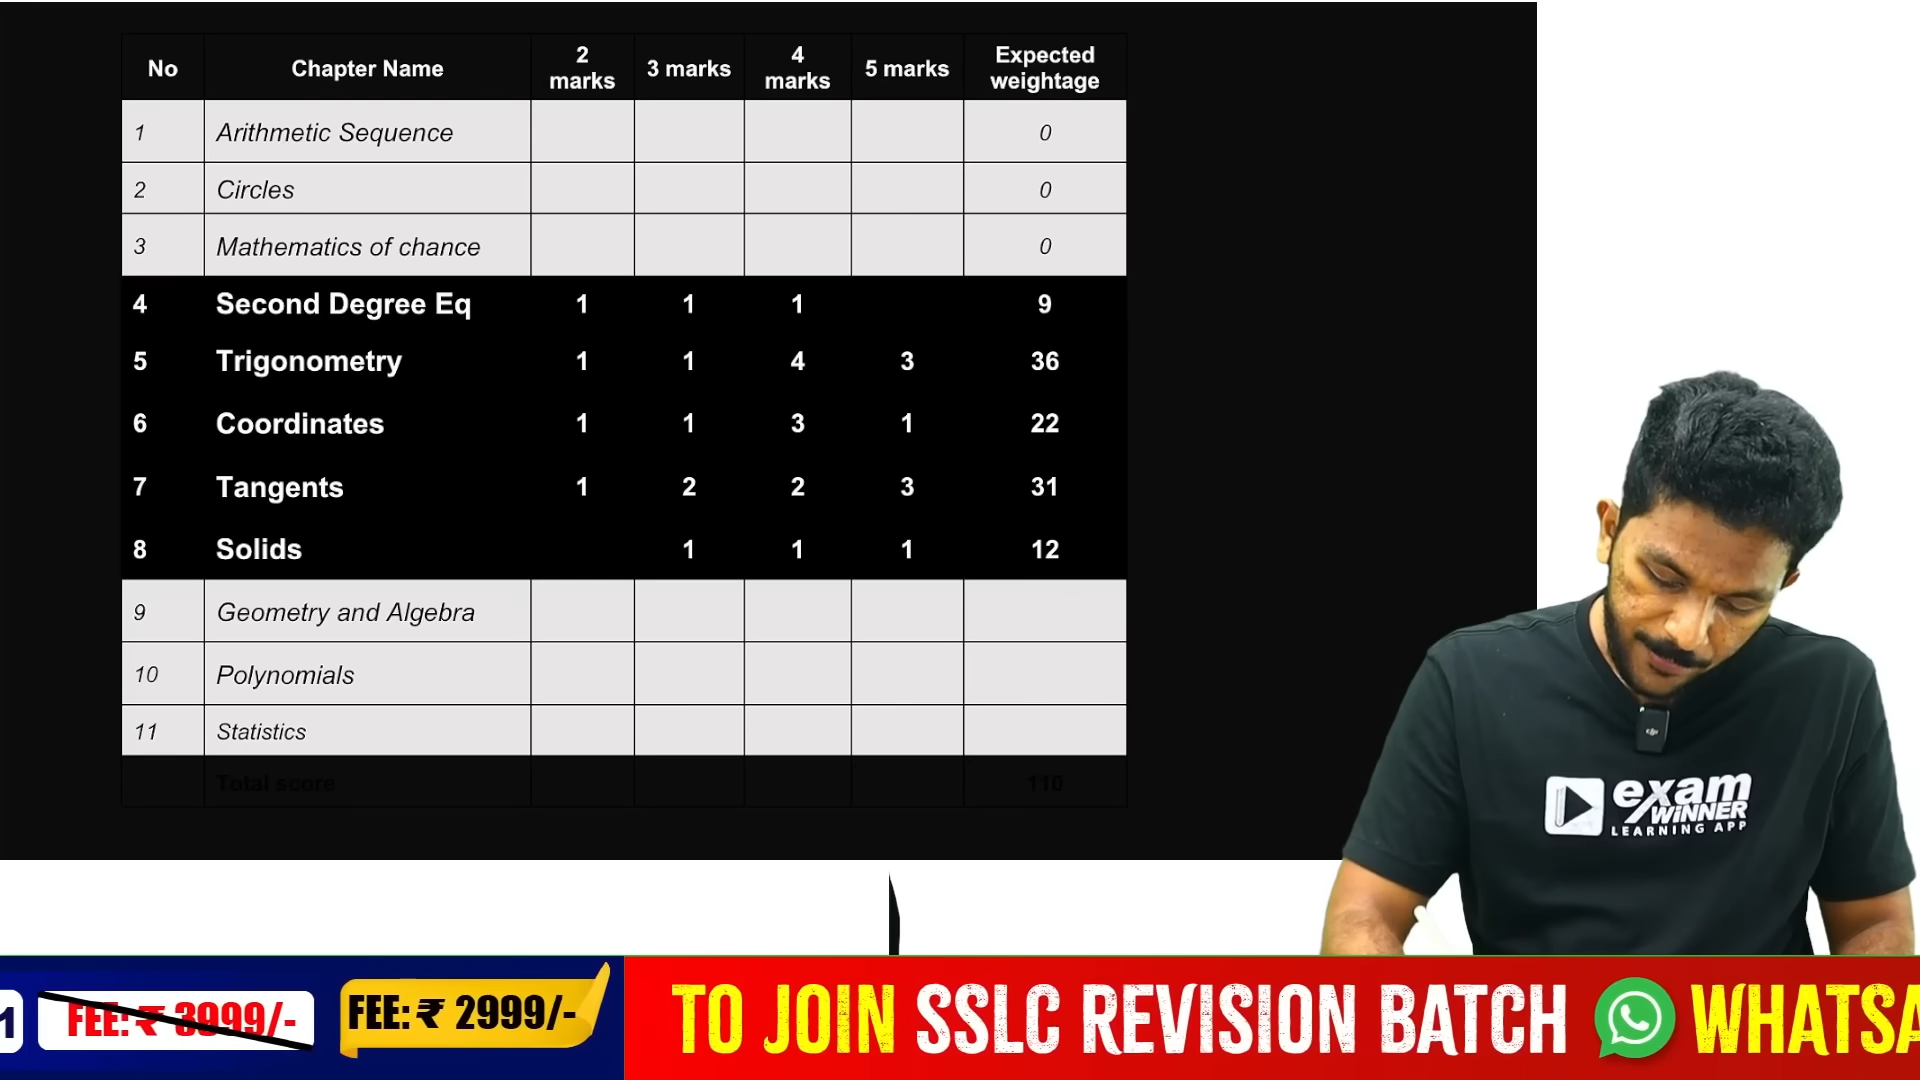 No Chapter Name 2 marks 3 marks 4 marks 5 marks Expected weightage
1 Arithmetic Sequence 0
2 Circles 0
3 Mathematics of chance 0
4 Second Degree Eq 1 1 1 9
5 Trigonometry 1 1 4 3 36
6 Coordinates 1 1 3 1 22
7 Tangents 1 2 2 3 31
8 Solids 1 1 1 12
9 Geometry and Algebra
10 Polynomials
11 Statistics
Total score 110
exam
WINNER
LEARNING APP
1 FEE: ₹ 3999/- FEE: ₹ 2999/- TO JOIN SSLC REVISION BATCH WHATSA